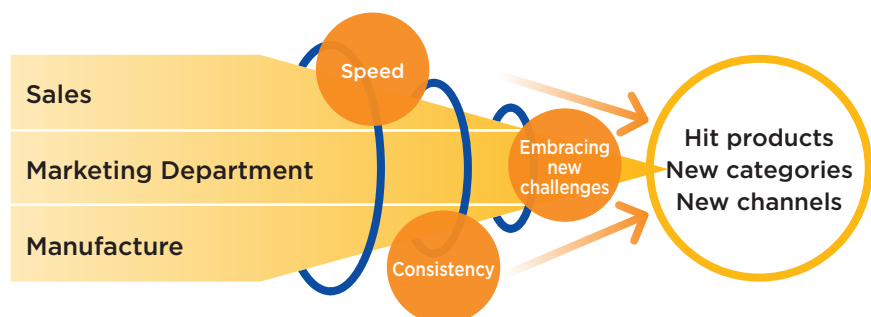 Sales
Marketing Department
Manufacture
Speed
Consistency
Embracing
new
challenges
Hit products
New categories
New channels